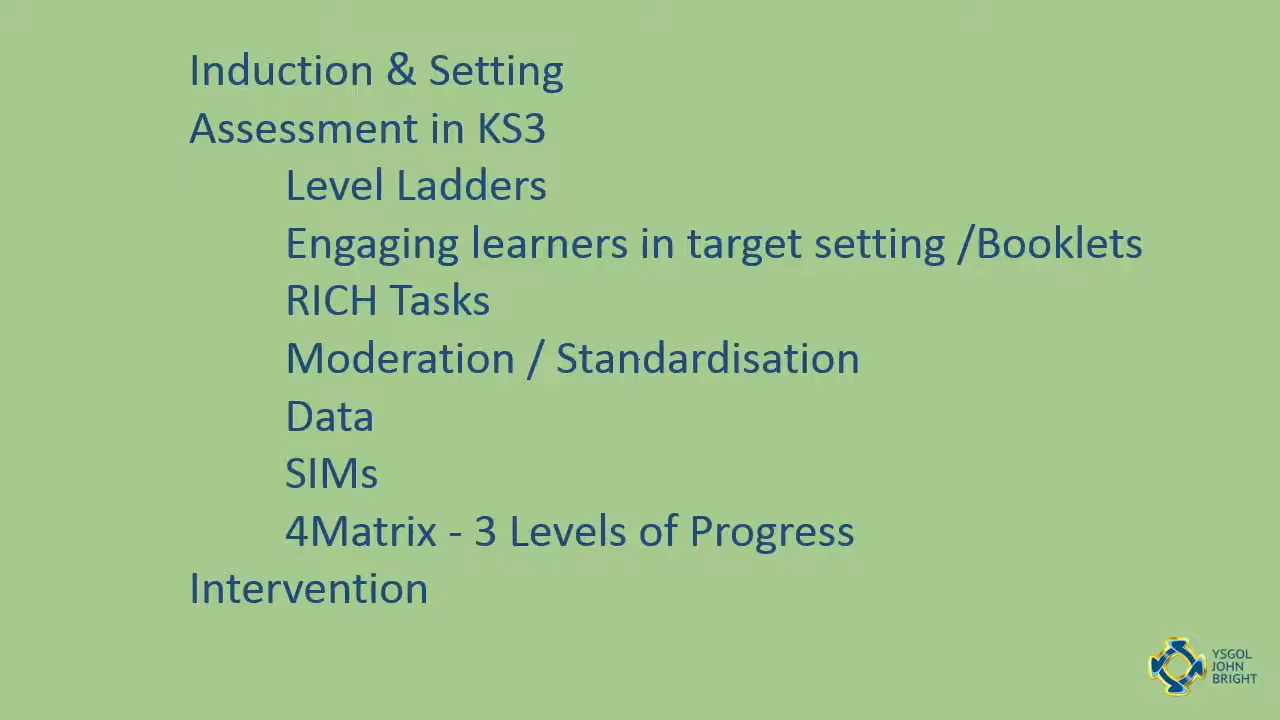 Induction & Setting
Assessment in KS3
Level Ladders
Engaging learners in target setting /Booklets
RICH Tasks
Moderation / Standardisation
Data
SIMs
4Matrix - 3 Levels of Progress
Intervention
YSGOL
JOHN
BRIGHT